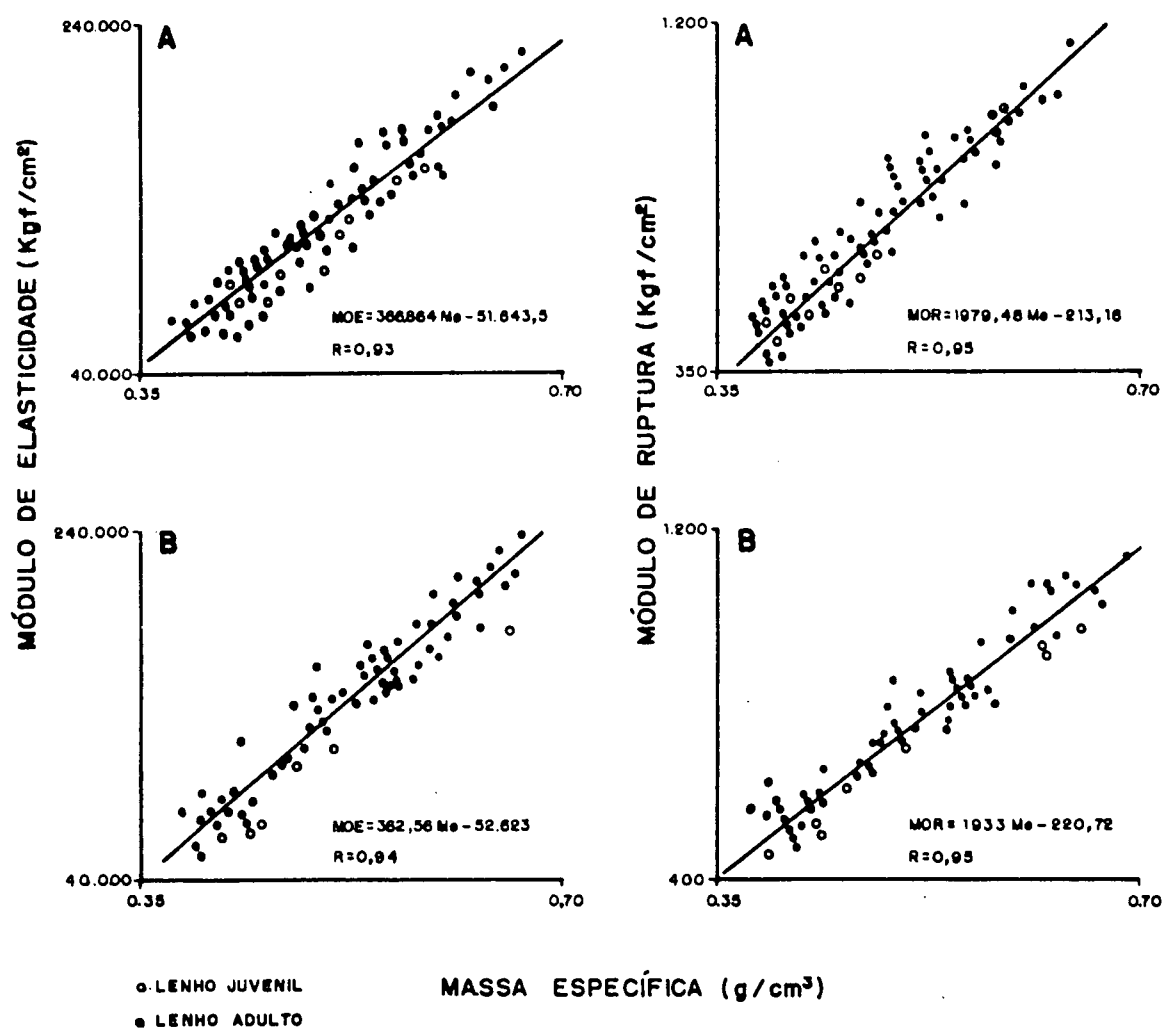 240.000
A
MÓDULO DE ELASTICIDADE (Kgf/cm²)
MOE=366.864 Me-51.643,5
R=0,93
40.000
0.35
0.70
1.200
A
MÓDULO DE RUPTURA (Kgf/cm²)
MOR=1979,48 Me-213,16
R=0,95
350
0.35
0.70
240.000
B
MOE=362,56 Me-52.623
R=0,94
40.000
0.35
0,70
1.200
B
MOR=1933 Me-220,72
R=0,95
400
0.35
0.70
MASSA ESPECÍFICA (g/cm³)
o LENHO JUVENIL
● LENHO ADULTO